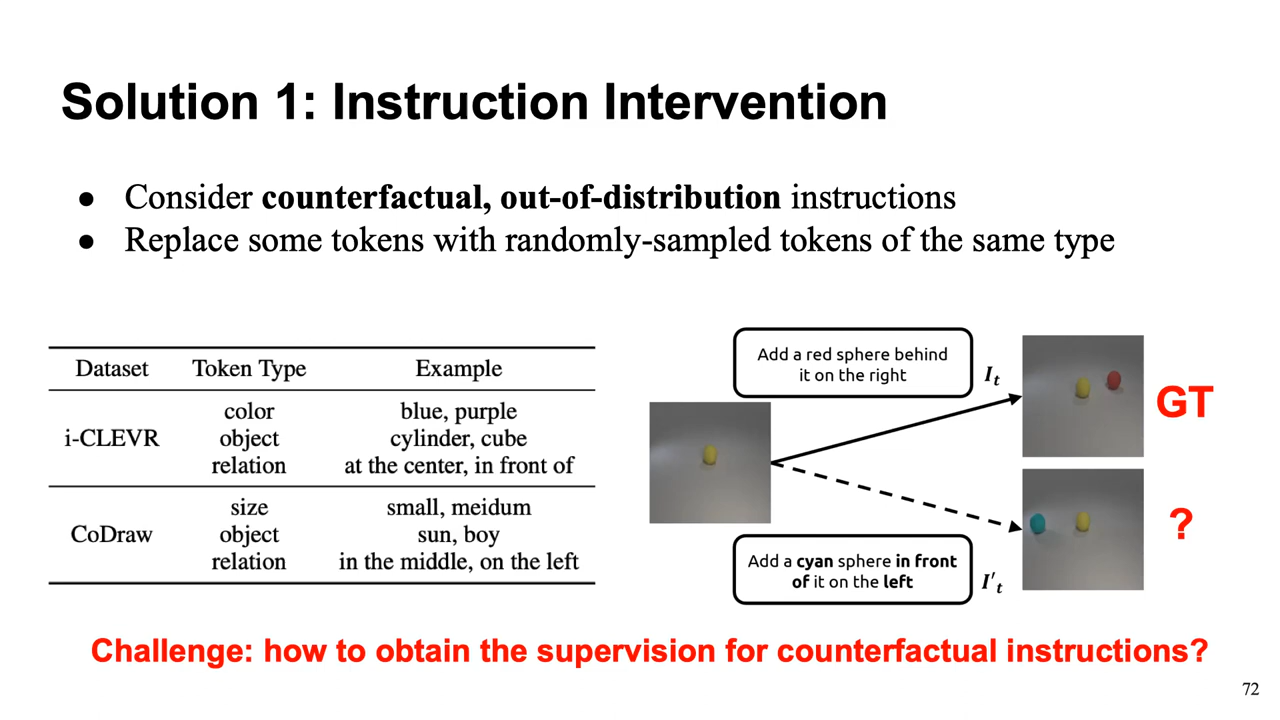 Solution 1: Instruction Intervention
● Consider counterfactual, out-of-distribution instructions
● Replace some tokens with randomly-sampled tokens of the same type
Dataset Token Type Example
color blue, purple
i-CLEVR object cylinder, cube
relation at the center, in front of
size small, meidum
CoDraw object sun, boy
relation in the middle, on the left
Add a red sphere behind
it on the right
It
GT
Add a cyan sphere in front
of it on the left
I't
?
Challenge: how to obtain the supervision for counterfactual instructions?
72